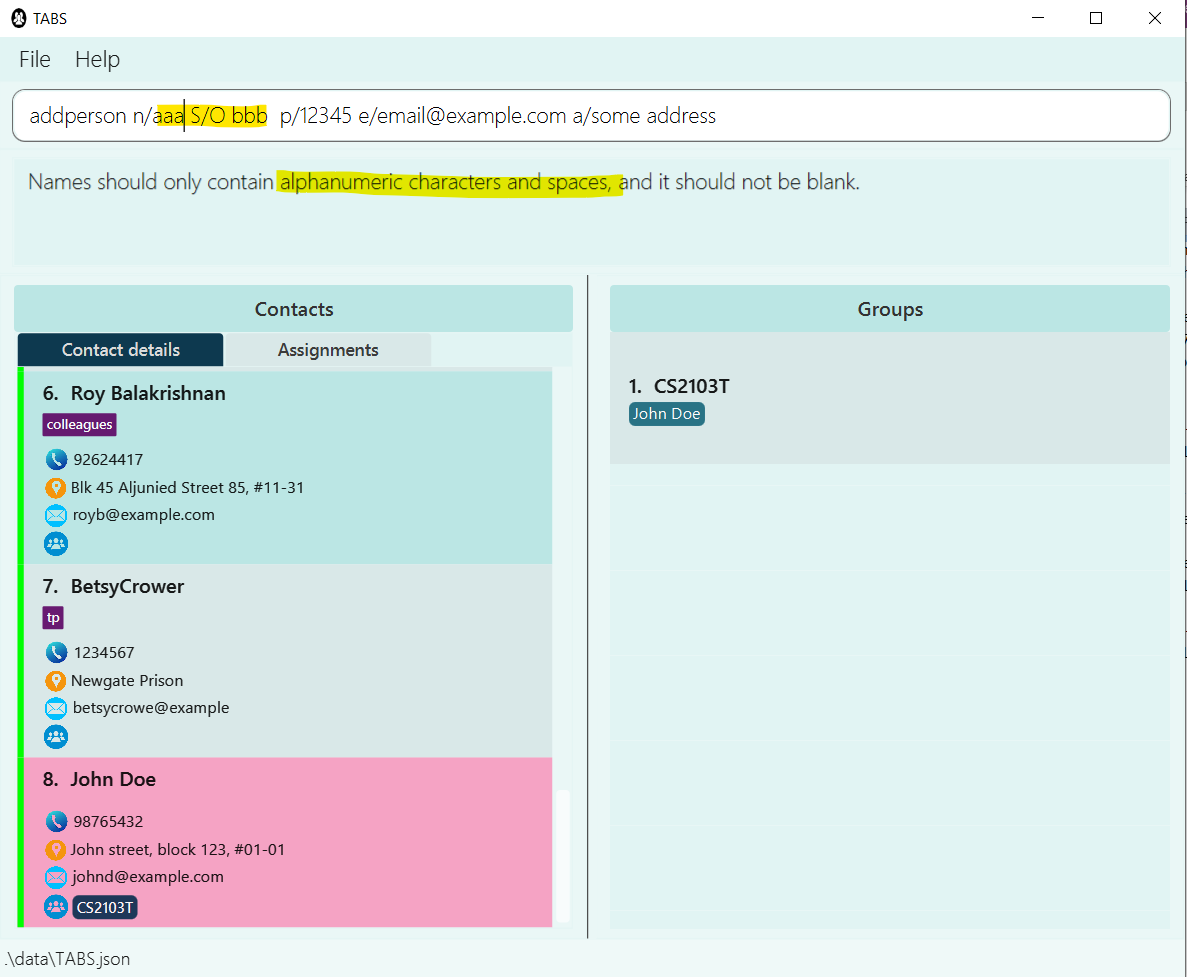 TABS
File Help
addperson n/aaa S/O bbb p/12345 e/email@example.com a/some address
Names should only contain alphanumeric characters and spaces, and it should not be blank.
Contacts
Contact details Assignments
6. Roy Balakrishnan
colleagues
92624417
Blk 45 Aljunied Street 85, #11-31
royb@example.com
7. BetsyCrower
tp
1234567
Newgate Prison
betsycrowe@example
8. John Doe
98765432
John street, block 123, #01-01
johnd@example.com
CS2103T
Groups
1. CS2103T
John Doe
.\data\TABS.json